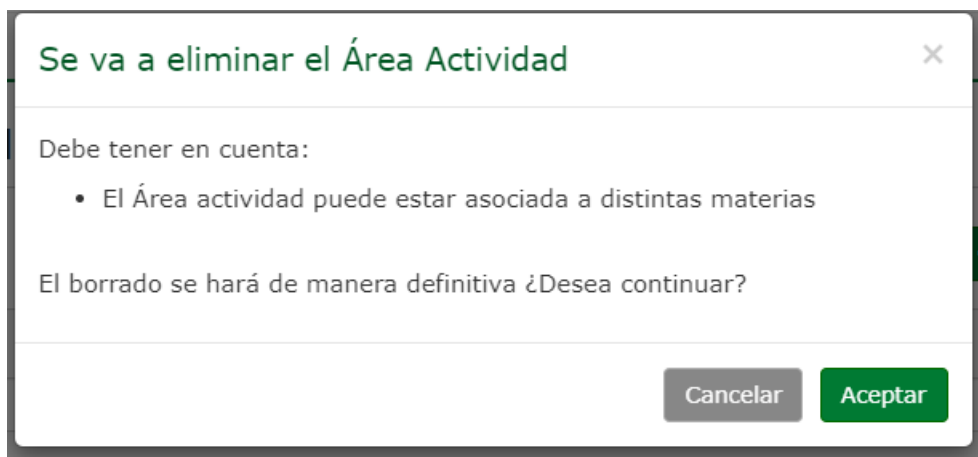 Se va a eliminar el Área Actividad
×
Debe tener en cuenta:
• El Área actividad puede estar asociada a distintas materias
El borrado se hará de manera definitiva ¿Desea continuar?
Cancelar Aceptar